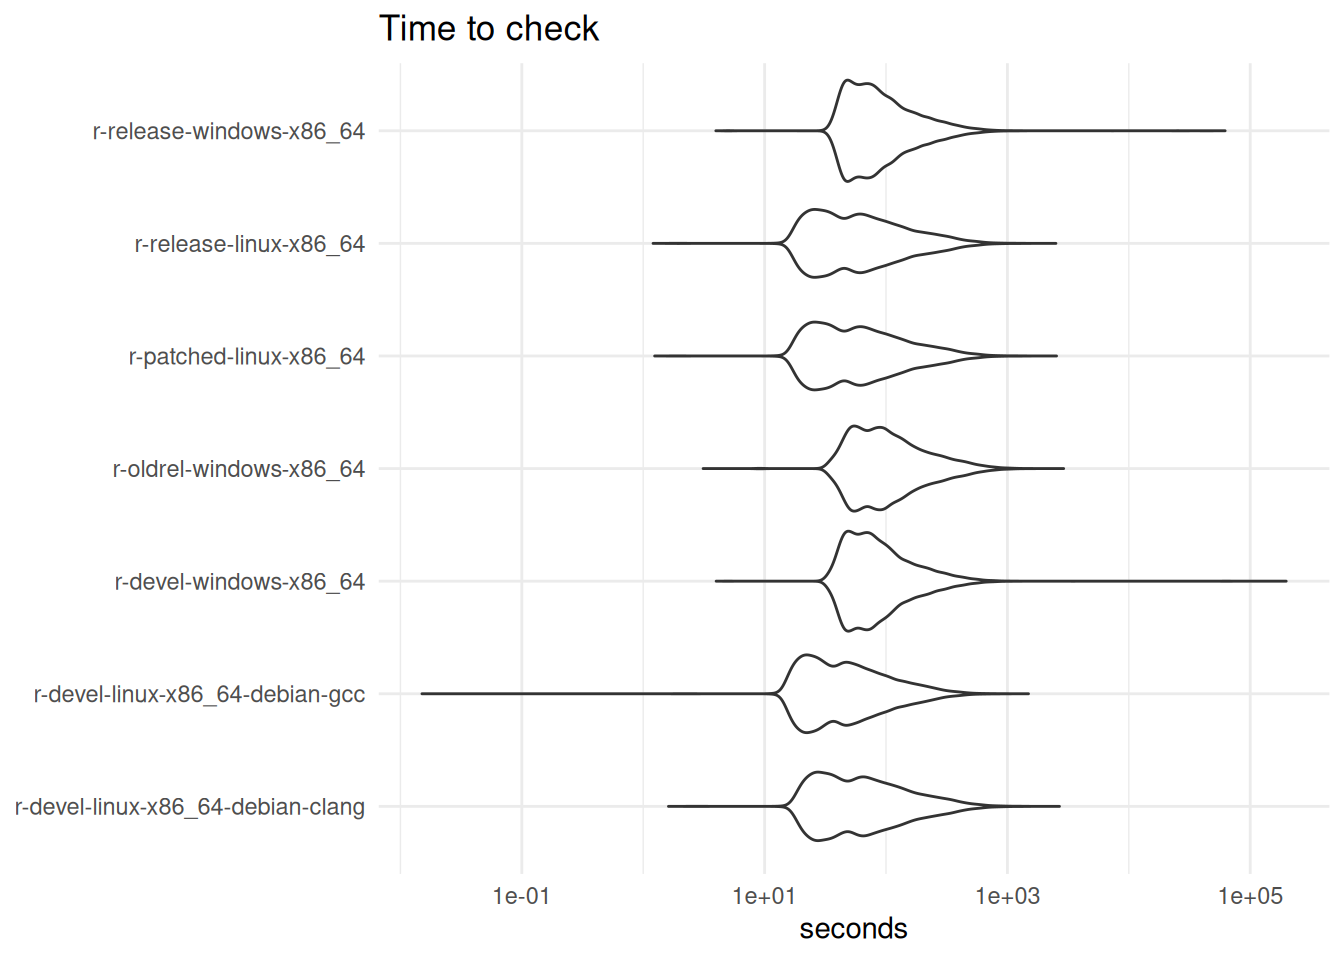 Time to check
r-release-windows-x86_64
r-release-linux-x86_64
r-patched-linux-x86_64
r-oldrel-windows-x86_64
r-devel-windows-x86_64
r-devel-linux-x86_64-debian-gcc
r-devel-linux-x86_64-debian-clang
1e-01 1e+01 1e+03 1e+05
seconds